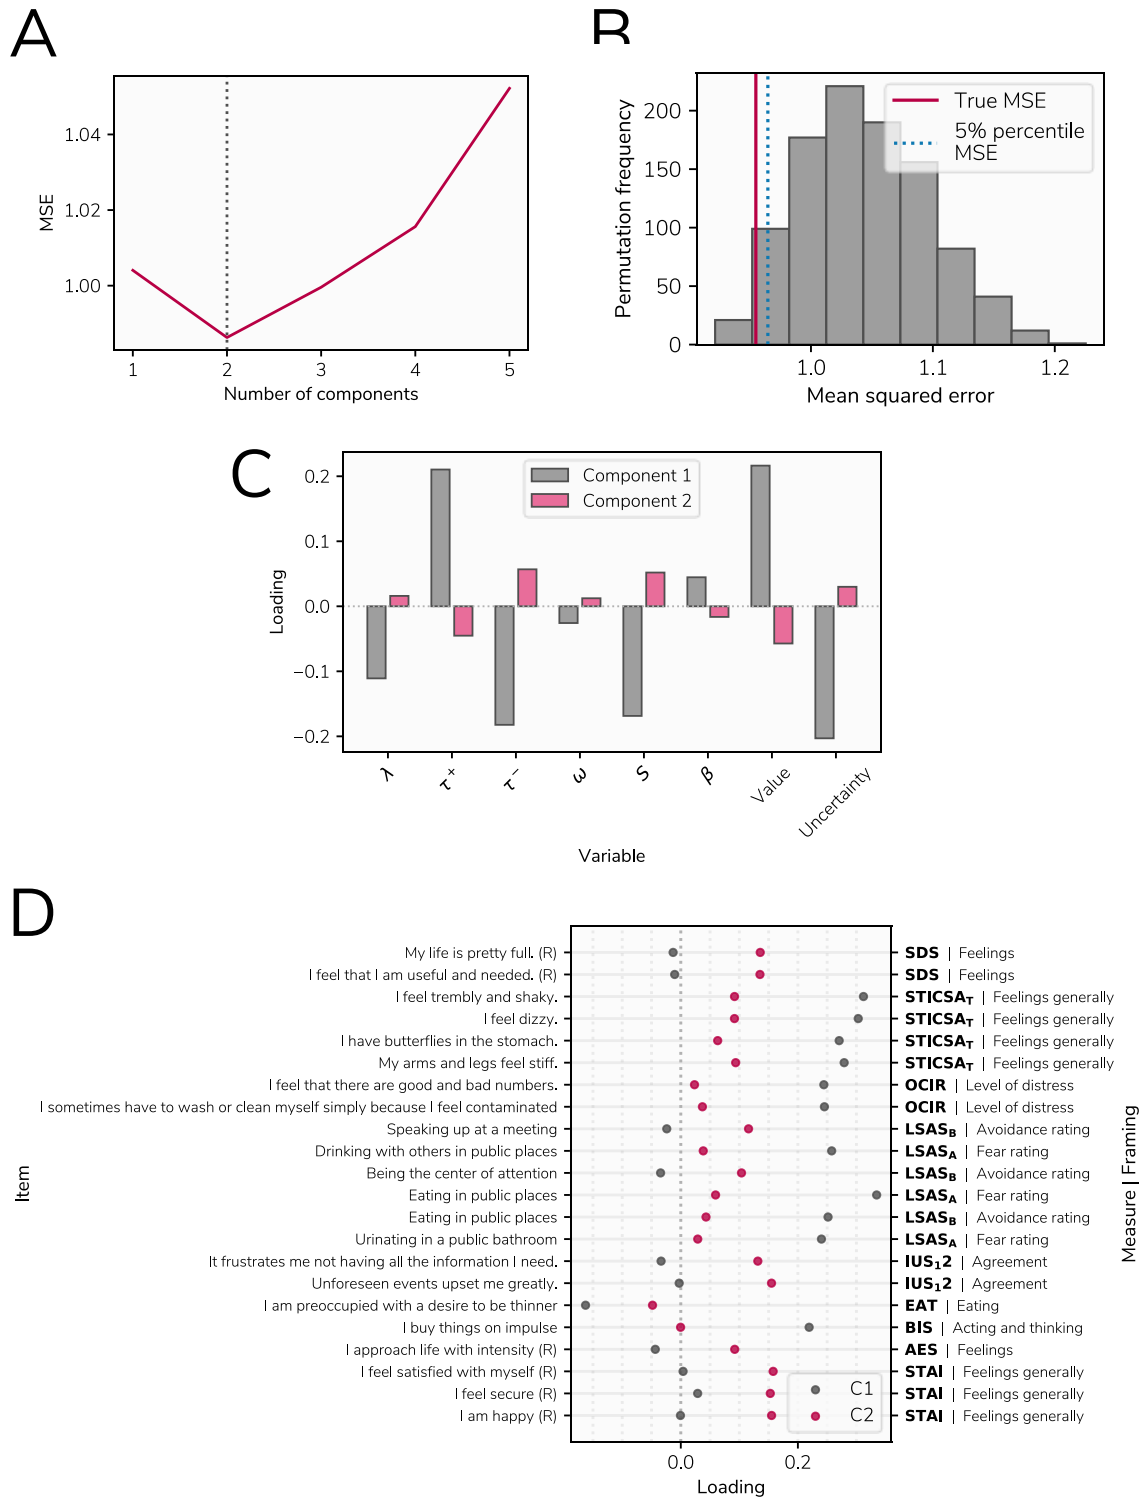 A
B
1.04
1.02
1.00
MSE
1
2
3
4
5
Number of components
True MSE
5% percentile
MSE
200
150
100
50
0
Permutation frequency
1.0
1.1
1.2
Mean squared error
C
Component 1
Component 2
0.2
0.1
0.0
−0.1
−0.2
Loading
λ
τ+
τ−
ω
S
β
Value
Uncertainty
Variable
D
My life is pretty full. (R) SDS | Feelings
I feel that I am useful and needed. (R) SDS | Feelings
I feel trembly and shaky. STICSA_T | Feelings generally
I feel dizzy. STICSA_T | Feelings generally
I have butterflies in the stomach. STICSA_T | Feelings generally
My arms and legs feel stiff. STICSA_T | Feelings generally
I feel that there are good and bad numbers. OCIR | Level of distress
I sometimes have to wash or clean myself simply because I feel contaminated OCIR | Level of distress
Speaking up at a meeting LSAS_B | Avoidance rating
Drinking with others in public places LSAS_A | Fear rating
Being the center of attention LSAS_B | Avoidance rating
Eating in public places LSAS_A | Fear rating
Eating in public places LSAS_B | Avoidance rating
Urinating in a public bathroom LSAS_A | Fear rating
It frustrates me not having all the information I need. IUS_12 | Agreement
Unforeseen events upset me greatly. IUS_12 | Agreement
I am preoccupied with a desire to be thinner EAT | Eating
I buy things on impulse BIS | Acting and thinking
I approach life with intensity (R) AES | Feelings
I feel satisfied with myself (R) STAI | Feelings generally
I feel secure (R) STAI | Feelings generally
I am happy (R) STAI | Feelings generally
Item
Measure | Framing
C1
C2
0.0
0.2
Loading